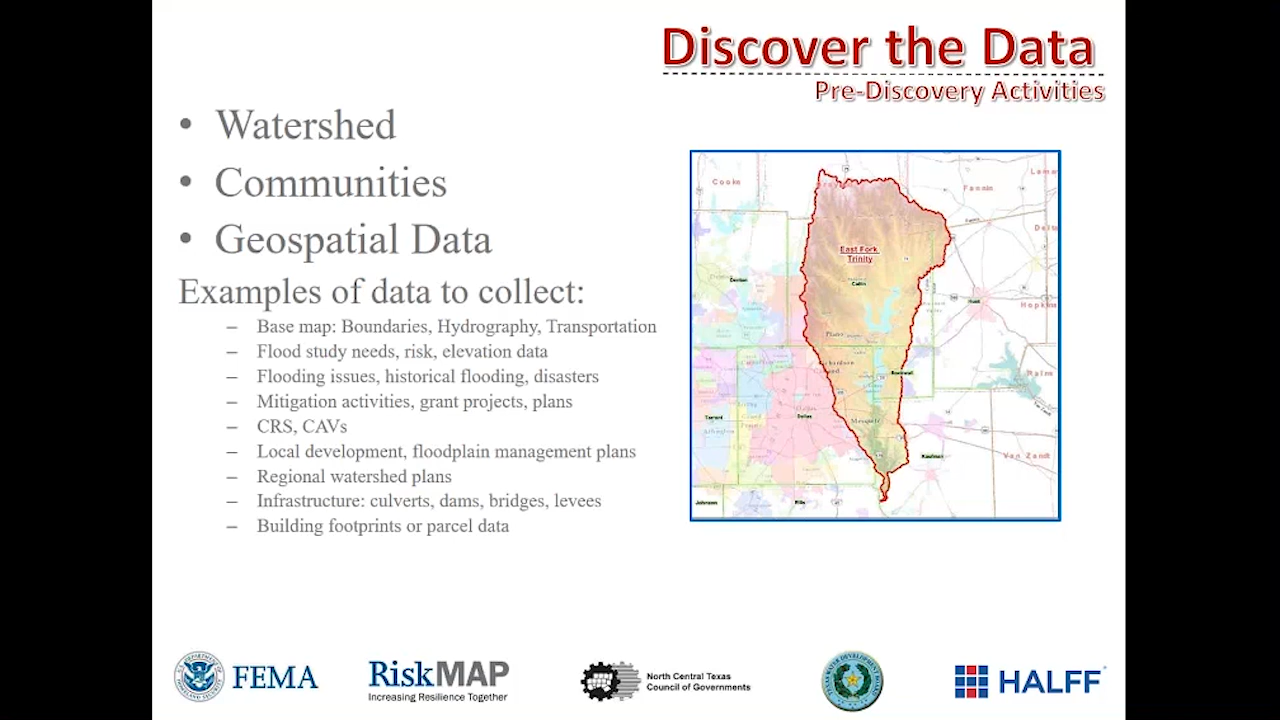 Discover the Data
Pre-Discovery Activities
• Watershed
• Communities
• Geospatial Data
Examples of data to collect:
– Base map: Boundaries, Hydrography, Transportation
– Flood study needs, risk, elevation data
– Flooding issues, historical flooding, disasters
– Mitigation activities, grant projects, plans
– CRS, CAVs
– Local development, floodplain management plans
– Regional watershed plans
– Infrastructure: culverts, dams, bridges, levees
– Building footprints or parcel data
Cooke
Fannin
East Fork
Trinity
Denton
Collin
Hunt
Plano
Rockwall
Rains
Tarrant
Dallas
Mesquite
Kaufman
Van Zandt
Johnson
Ellis
FEMA
RiskMAP
Increasing Resilience Together
North Central Texas
Council of Governments
HALFF